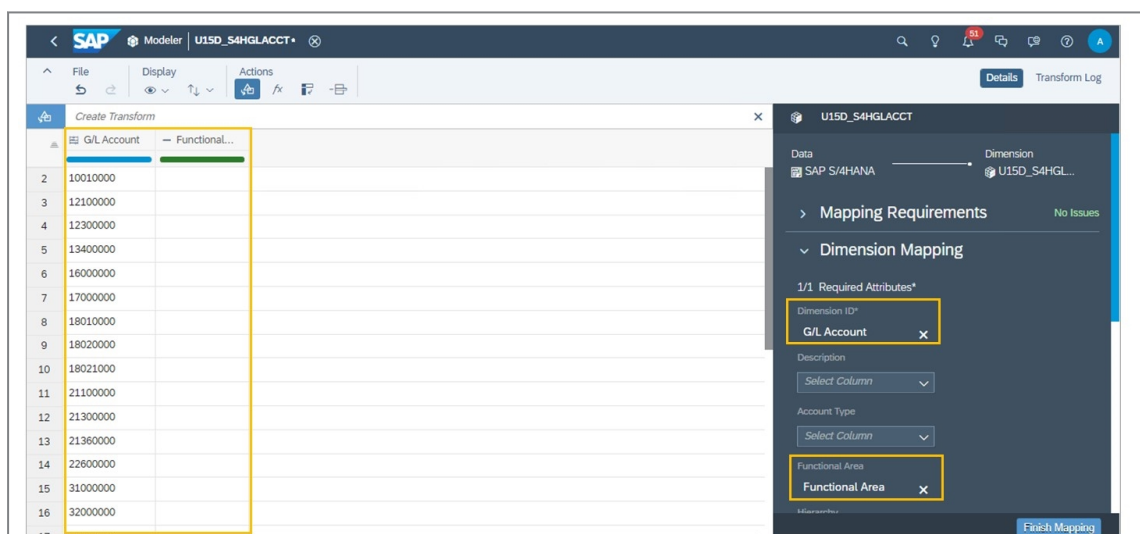 SAP Modeler U15D_S4HGLACCT• 51 A
File Display Actions Details Transform Log
fx
Create Transform
G/L Account Functional...
2 10010000
3 12100000
4 12300000
5 13400000
6 16000000
7 17000000
8 18010000
9 18020000
10 18021000
11 21100000
12 21300000
13 21360000
14 22600000
15 31000000
16 32000000
U15D_S4HGLACCT
Data Dimension
SAP S/4HANA U15D_S4HGL...
Mapping Requirements No Issues
Dimension Mapping
1/1 Required Attributes*
Dimension ID*
G/L Account
Description
Select Column
Account Type
Select Column
Functional Area
Functional Area
Hierarchy
Finish Mapping